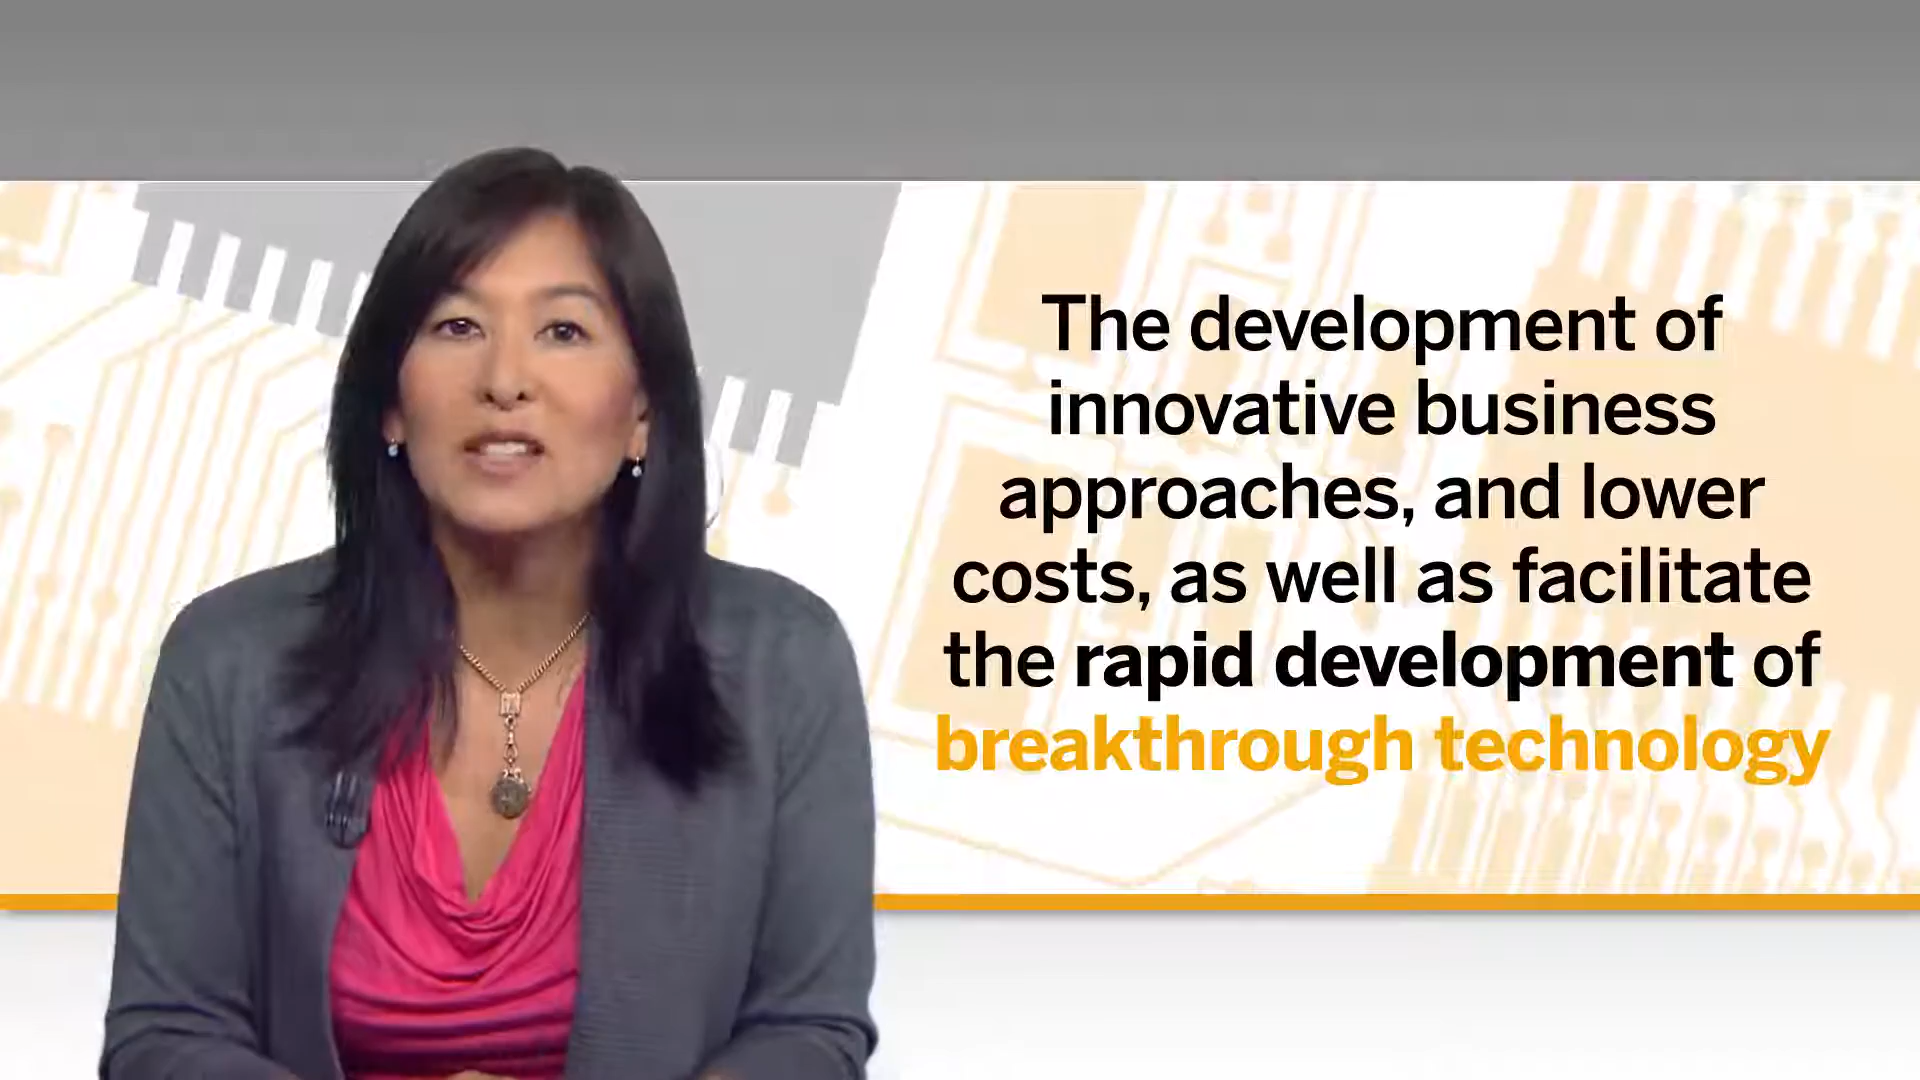 The development of
innovative business
approaches, and lower
costs, as well as facilitate
the rapid development of
breakthrough technology